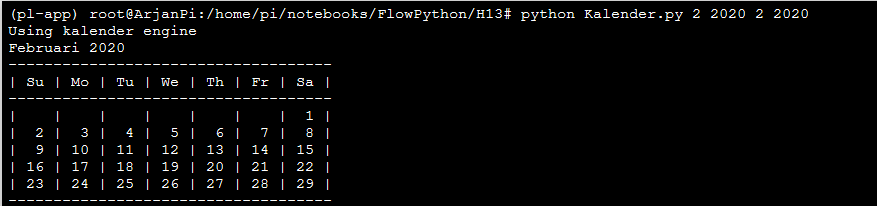 (pl-app) root@ArjanPi:/home/pi/notebooks/FlowPython/H13# python Kalender.py 2 2020 2 2020
Using kalender engine
Februari 2020
------------------------------------
| Su | Mo | Tu | We | Th | Fr | Sa |
------------------------------------
|    |    |    |    |    |    |  1 |
|  2 |  3 |  4 |  5 |  6 |  7 |  8 |
|  9 | 10 | 11 | 12 | 13 | 14 | 15 |
| 16 | 17 | 18 | 19 | 20 | 21 | 22 |
| 23 | 24 | 25 | 26 | 27 | 28 | 29 |
------------------------------------